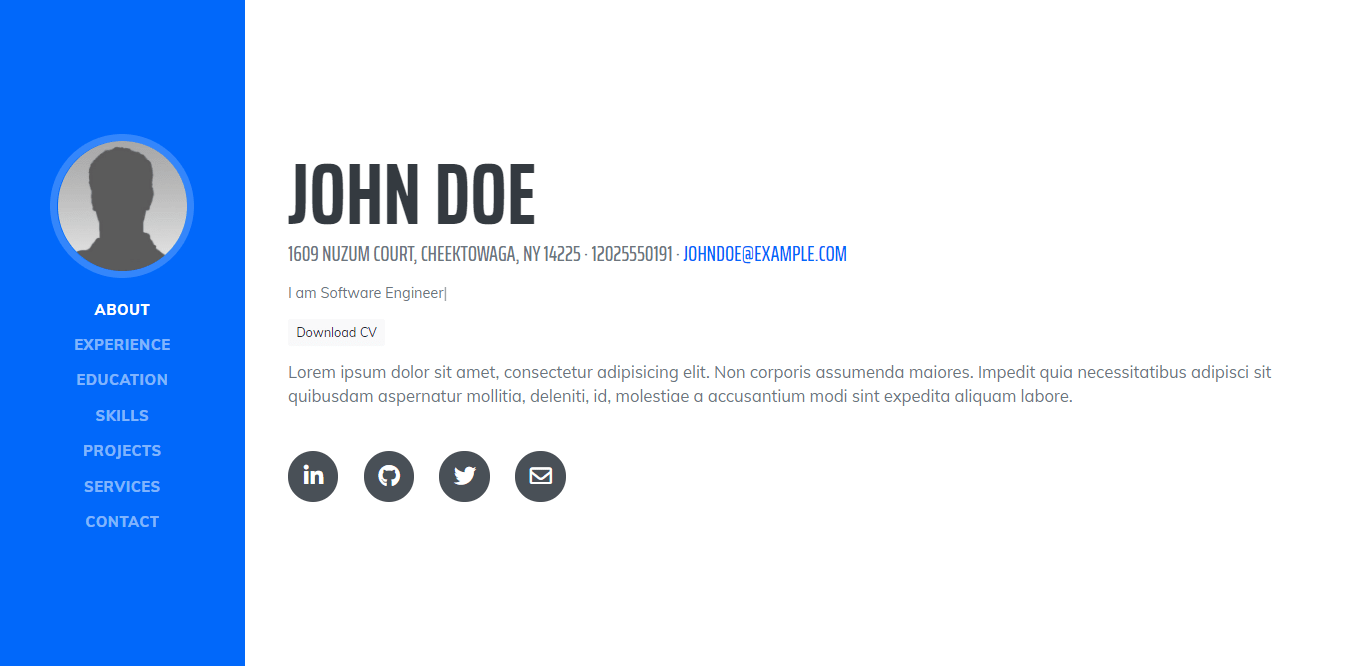 ABOUT
EXPERIENCE
EDUCATION
SKILLS
PROJECTS
SERVICES
CONTACT
JOHN DOE
1609 NUZUM COURT, CHEEKTOWAGA, NY 14225 · 12025550191 · JOHNDOE@EXAMPLE.COM
I am Software Engineer|
Download CV
Lorem ipsum dolor sit amet, consectetur adipisicing elit. Non corporis assumenda maiores. Impedit quia necessitatibus adipisci sit
quibusdam aspernatur mollitia, deleniti, id, molestiae a accusantium modi sint expedita aliquam labore.
in